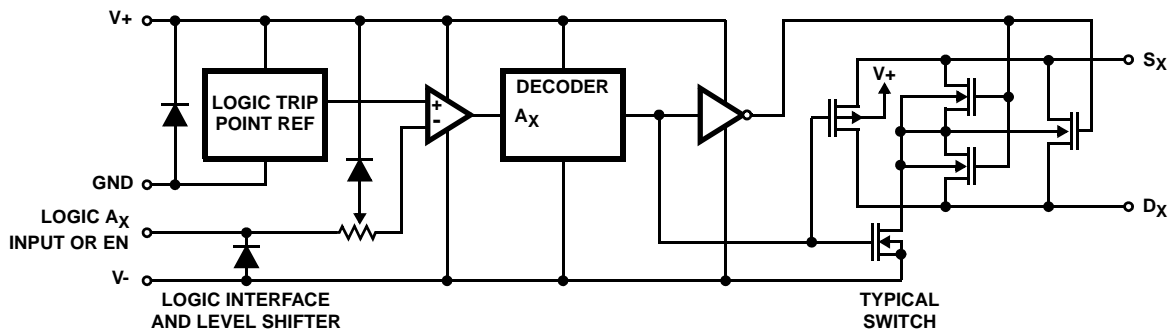 V+
LOGIC TRIP
POINT REF
+
-
DECODER
AX
V+
SX
GND
LOGIC AX
INPUT OR EN
DX
V-
LOGIC INTERFACE
AND LEVEL SHIFTER
TYPICAL
SWITCH